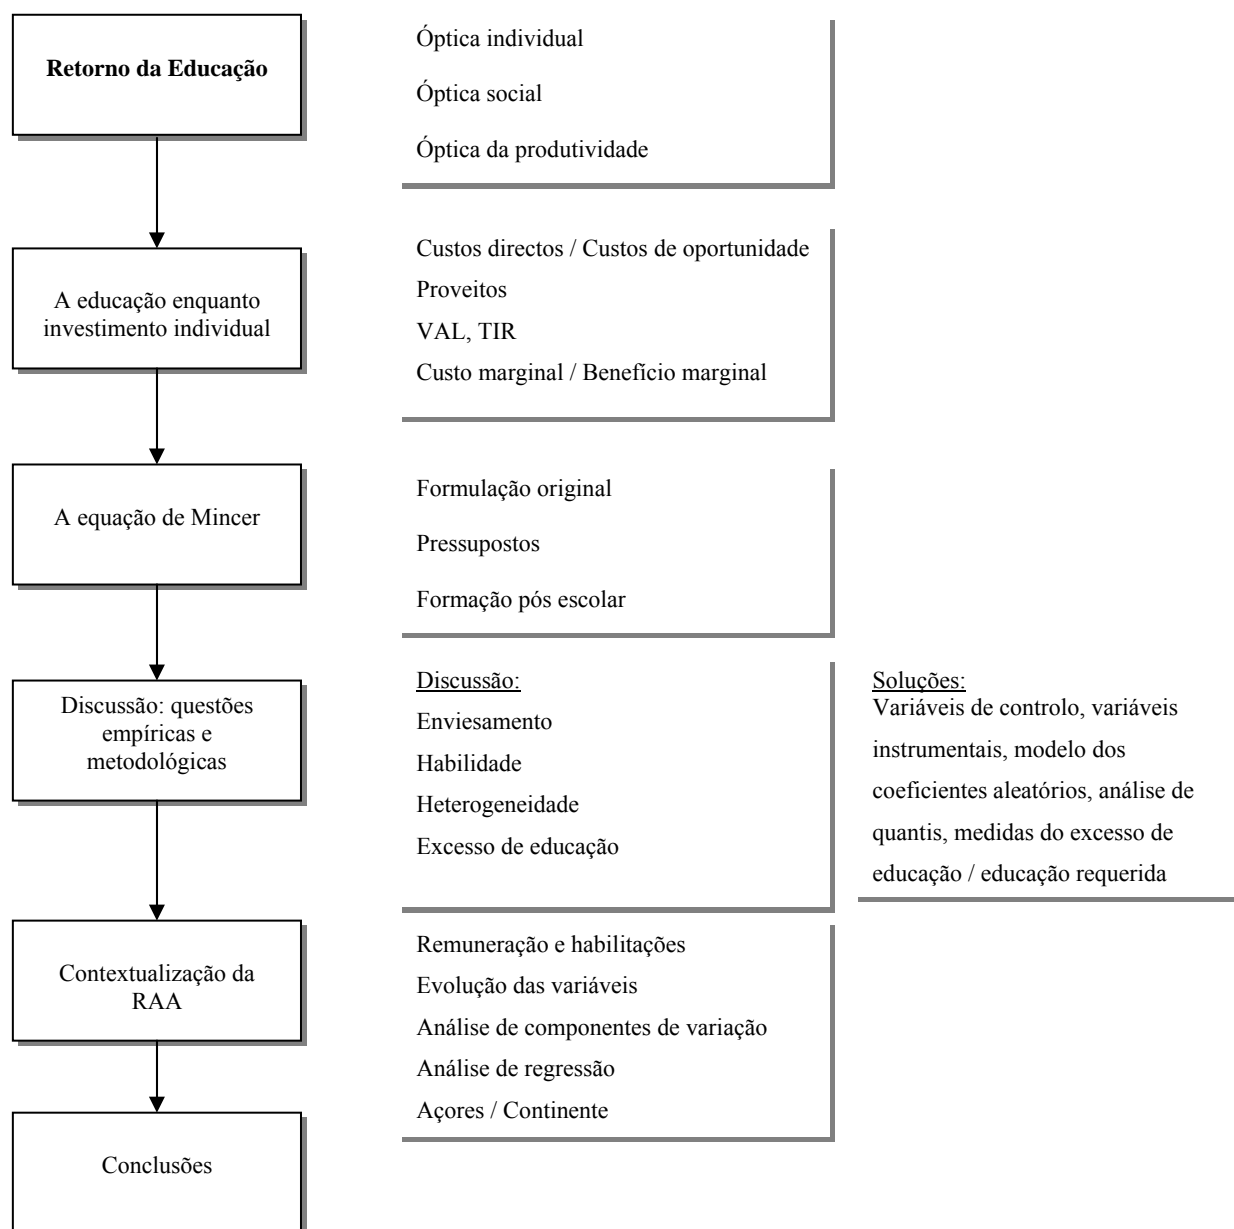 Retorno da Educação
Óptica individual
Óptica social
Óptica da produtividade
A educação enquanto
investimento individual
Custos directos / Custos de oportunidade
Proveitos
VAL, TIR
Custo marginal / Benefício marginal
A equação de Mincer
Formulação original
Pressupostos
Formação pós escolar
Discussão: questões
empíricas e
metodológicas
Discussão:
Enviesamento
Habilidade
Heterogeneidade
Excesso de educação
Soluções:
Variáveis de controlo, variáveis
instrumentais, modelo dos
coeficientes aleatórios, análise de
quantis, medidas do excesso de
educação / educação requerida
Contextualização da
RAA
Remuneração e habilitações
Evolução das variáveis
Análise de componentes de variação
Análise de regressão
Açores / Continente
Conclusões